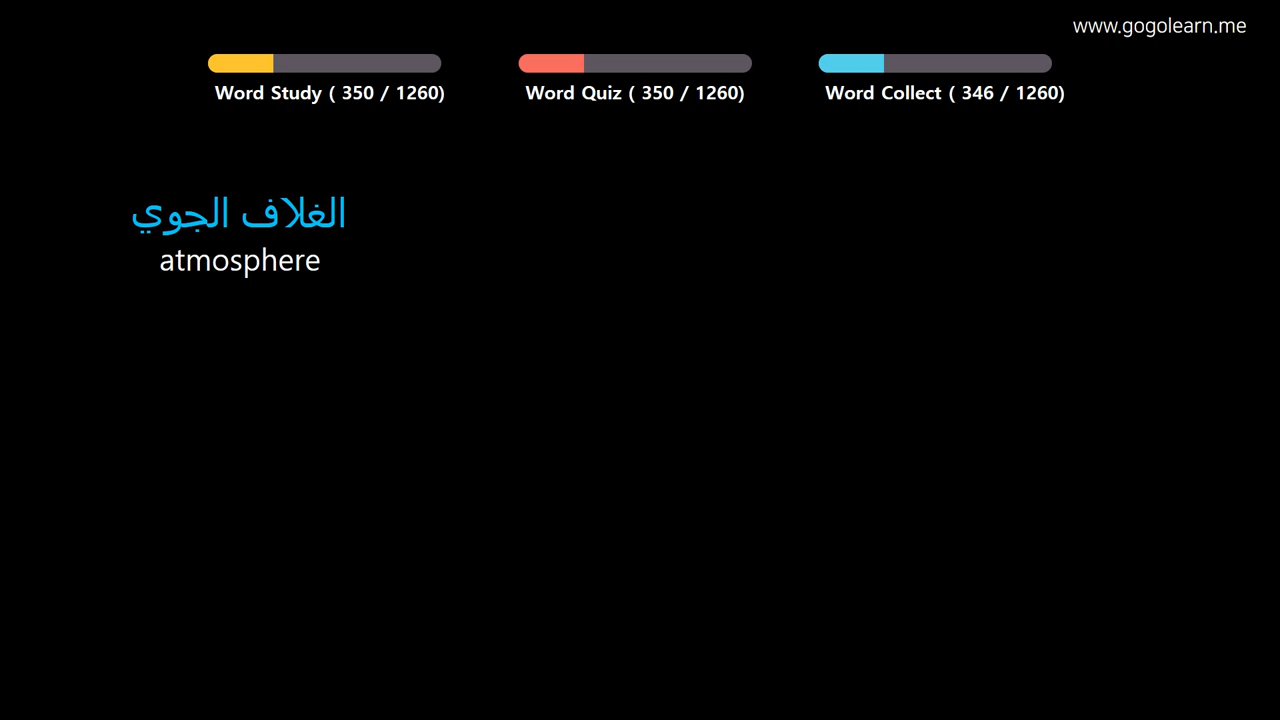 www.gogolearn.me
Word Study ( 350 / 1260)
Word Quiz ( 350 / 1260)
Word Collect ( 346 / 1260)
الغلاف الجوي
atmosphere